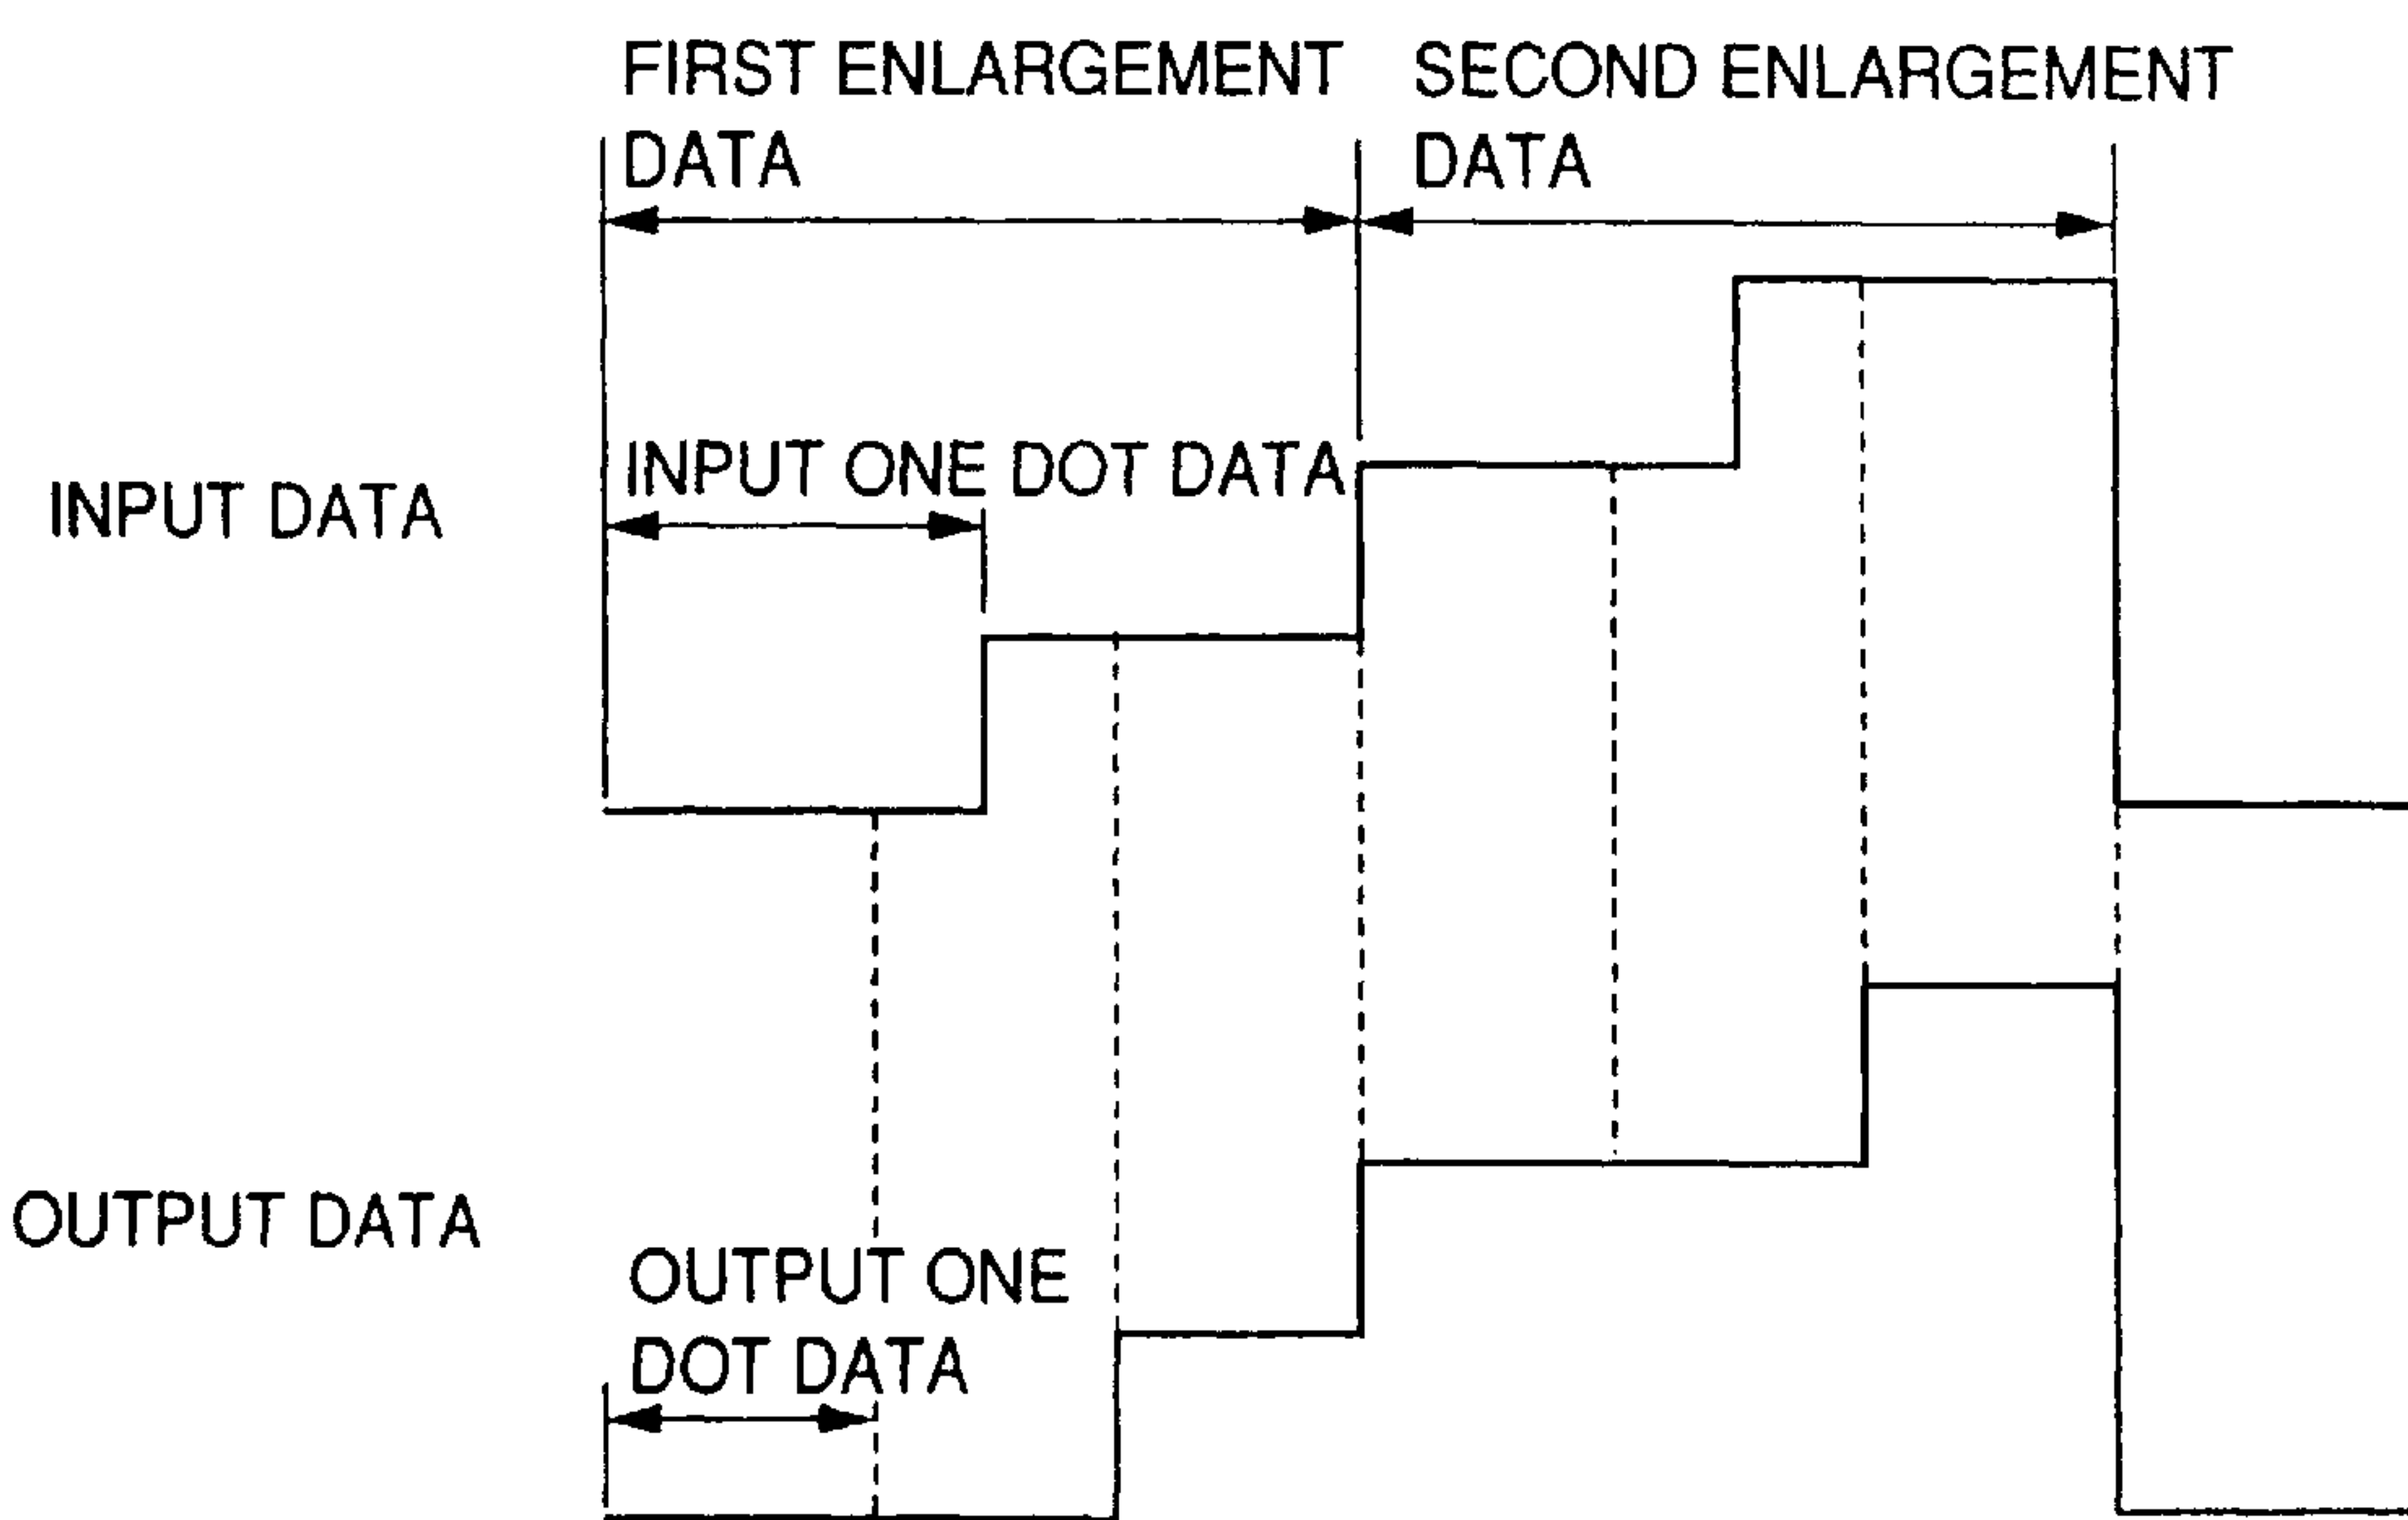 FIRST ENLARGEMENT
DATA
SECOND ENLARGEMENT
DATA
INPUT ONE DOT DATA
INPUT DATA
OUTPUT DATA
OUTPUT ONE
DOT DATA